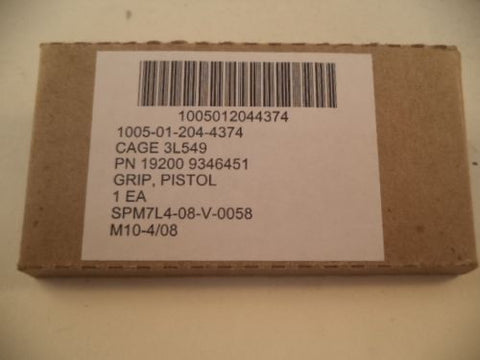 1005012044374
1005-01-204-4374
CAGE 3L549
PN 19200 9346451
GRIP, PISTOL
1 EA
SPM7L4-08-V-0058
M10-4/08